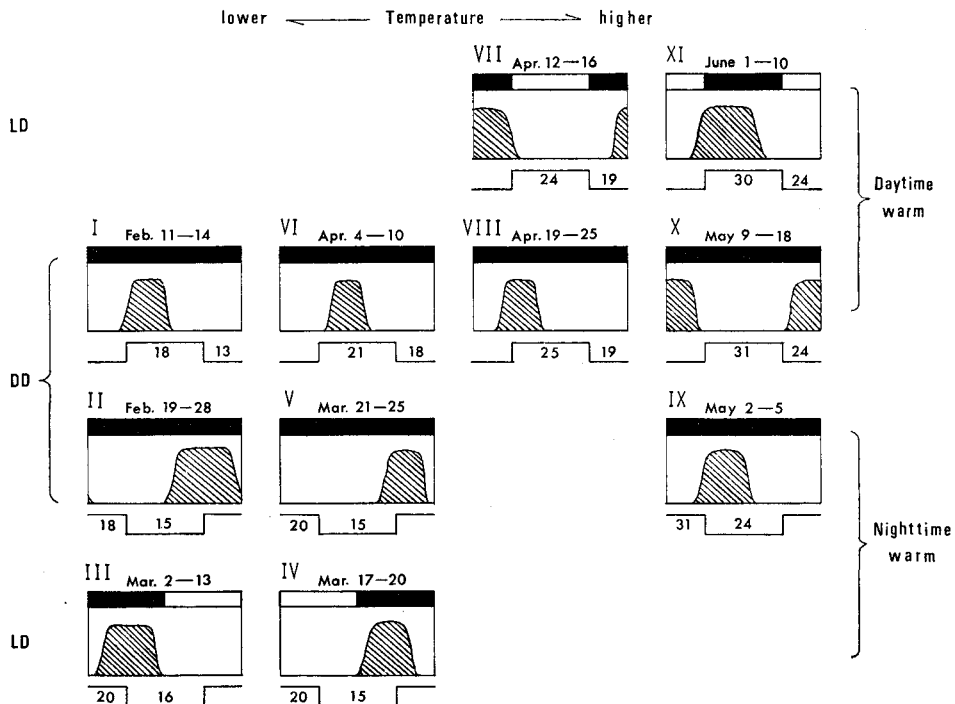 lower ← Temperature → higher
VII Apr. 12—16 XI June 1—10
LD
24 19 30 24
Daytime
warm
I Feb. 11—14 VI Apr. 4—10 VIII Apr. 19—25 X May 9—18
18 13 21 18 25 19 31 24
DD
II Feb. 19—28 V Mar. 21—25 IX May 2—5
18 15 20 15 31 24
Nighttime
warm
III Mar. 2—13 IV Mar. 17—20
LD
20 16 20 15